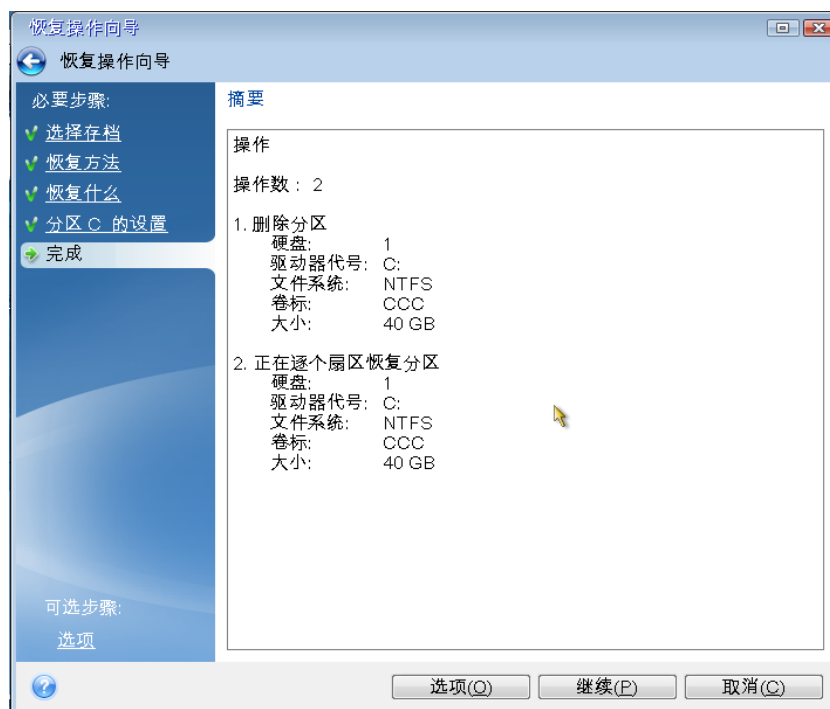 恢复操作向导
恢复操作向导
必要步骤:
选择存档
恢复方法
恢复什么
分区 C 的设置
完成
可选步骤:
选项
摘要
操作
操作数: 2
1. 删除分区
硬盘: 1
驱动器代号: C:
文件系统: NTFS
卷标: CCC
大小: 40 GB
2. 正在逐个扇区恢复分区
硬盘: 1
驱动器代号: C:
文件系统: NTFS
卷标: CCC
大小: 40 GB
选项(O) 继续(P) 取消(C)